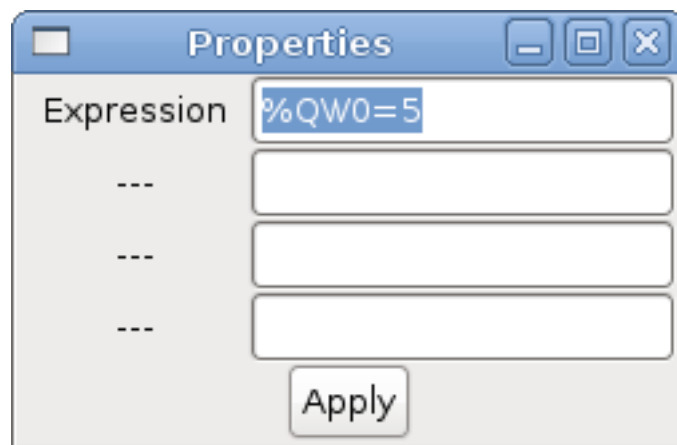 Properties
Expression %QW0=5
---
---
---
Apply